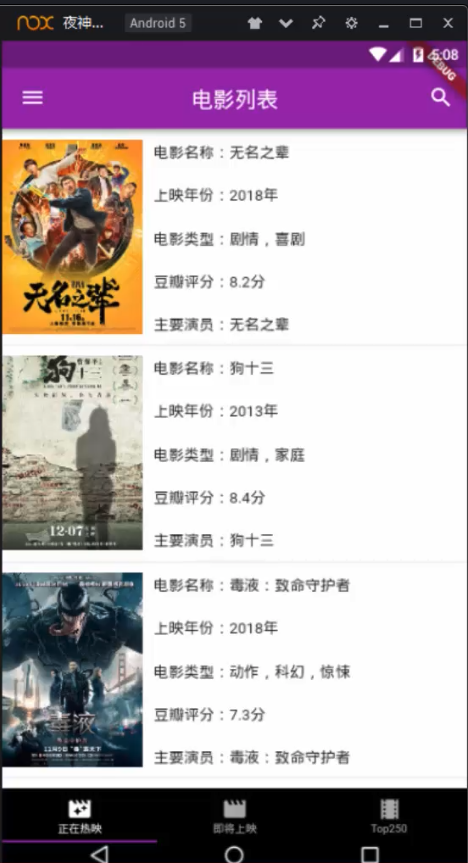 nox 夜神... Android 5
5:08
DEBUG
电影列表
无名之辈
11月16
电影名称：无名之辈
上映年份：2018年
电影类型：剧情，喜剧
豆瓣评分：8.2分
主要演员：无名之辈
狗十三
12·07
电影名称：狗十三
上映年份：2013年
电影类型：剧情，家庭
豆瓣评分：8.4分
主要演员：狗十三
毒液
电影名称：毒液：致命守护者
上映年份：2018年
电影类型：动作，科幻，惊悚
豆瓣评分：7.3分
主要演员：毒液：致命守护者
正在热映 即将上映 Top250